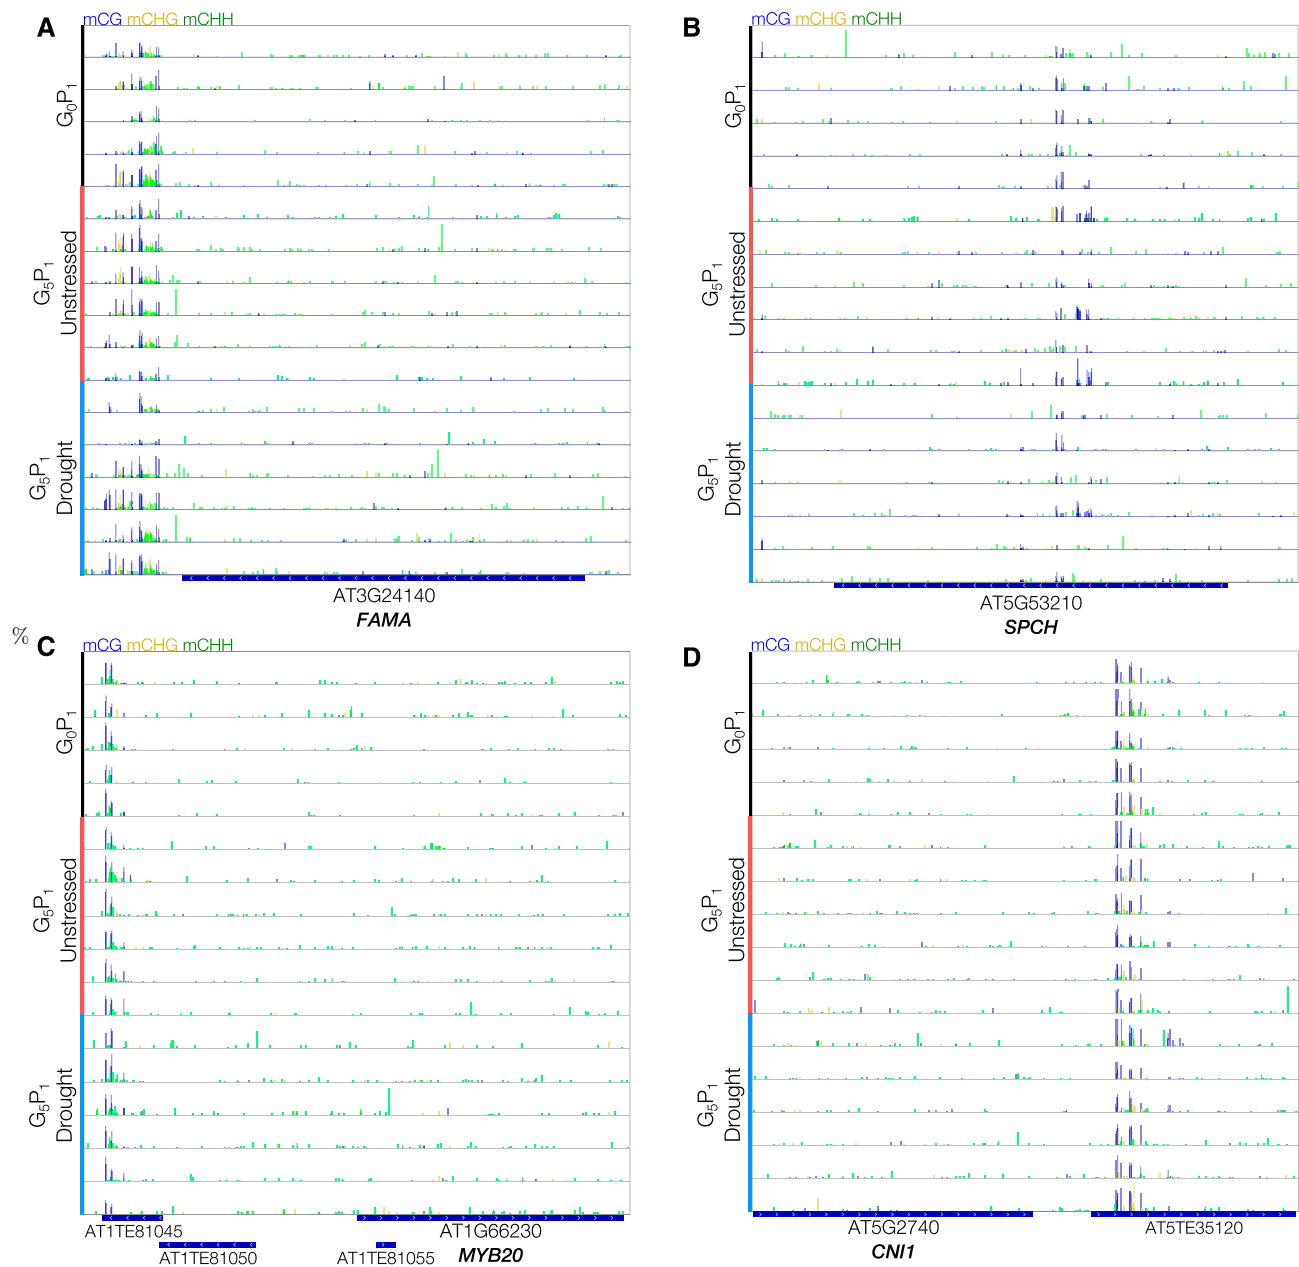 A
mCG mCHG mCHH
G0P1
G5P1
Unstressed
G5P1
Drought
AT3G24140
FAMA
B
mCG mCHG mCHH
G0P1
G5P1
Unstressed
G5P1
Drought
AT5G53210
SPCH
%
C
mCG mCHG mCHH
G0P1
G5P1
Unstressed
G5P1
Drought
AT1TE81045
AT1G66230
AT1TE81050
AT1TE81055
MYB20
D
mCG mCHG mCHH
G0P1
G5P1
Unstressed
G5P1
Drought
AT5G2740
AT5TE35120
CNI1